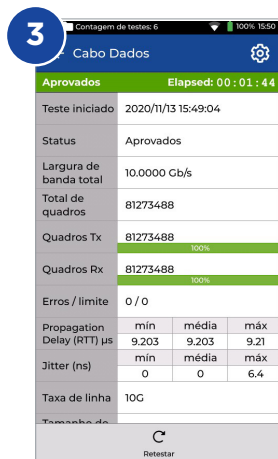 3
Contagem de testes: 6
100% 15:50
Cabo Dados
Aprovados Elapsed: 00:01:44
Teste iniciado 2020/11/13 15:49:04
Status Aprovados
Largura de
banda total 10.0000 Gb/s
Total de
quadros 81273488
Quadros Tx 81273488
100%
Quadros Rx 81273488
100%
Erros / limite 0 / 0
Propagation
Delay (RTT) µs
mín média máx
9.203 9.203 9.21
Jitter (ns)
mín média máx
0 0 6.4
Taxa de linha 10G
Tamanho de
Retestar